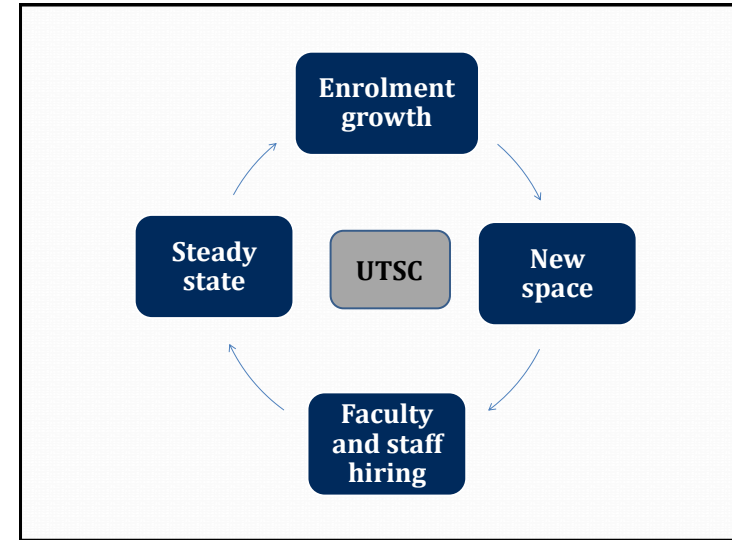 Enrolment
growth
Steady
state
UTSC
New
space
Faculty
and staff
hiring